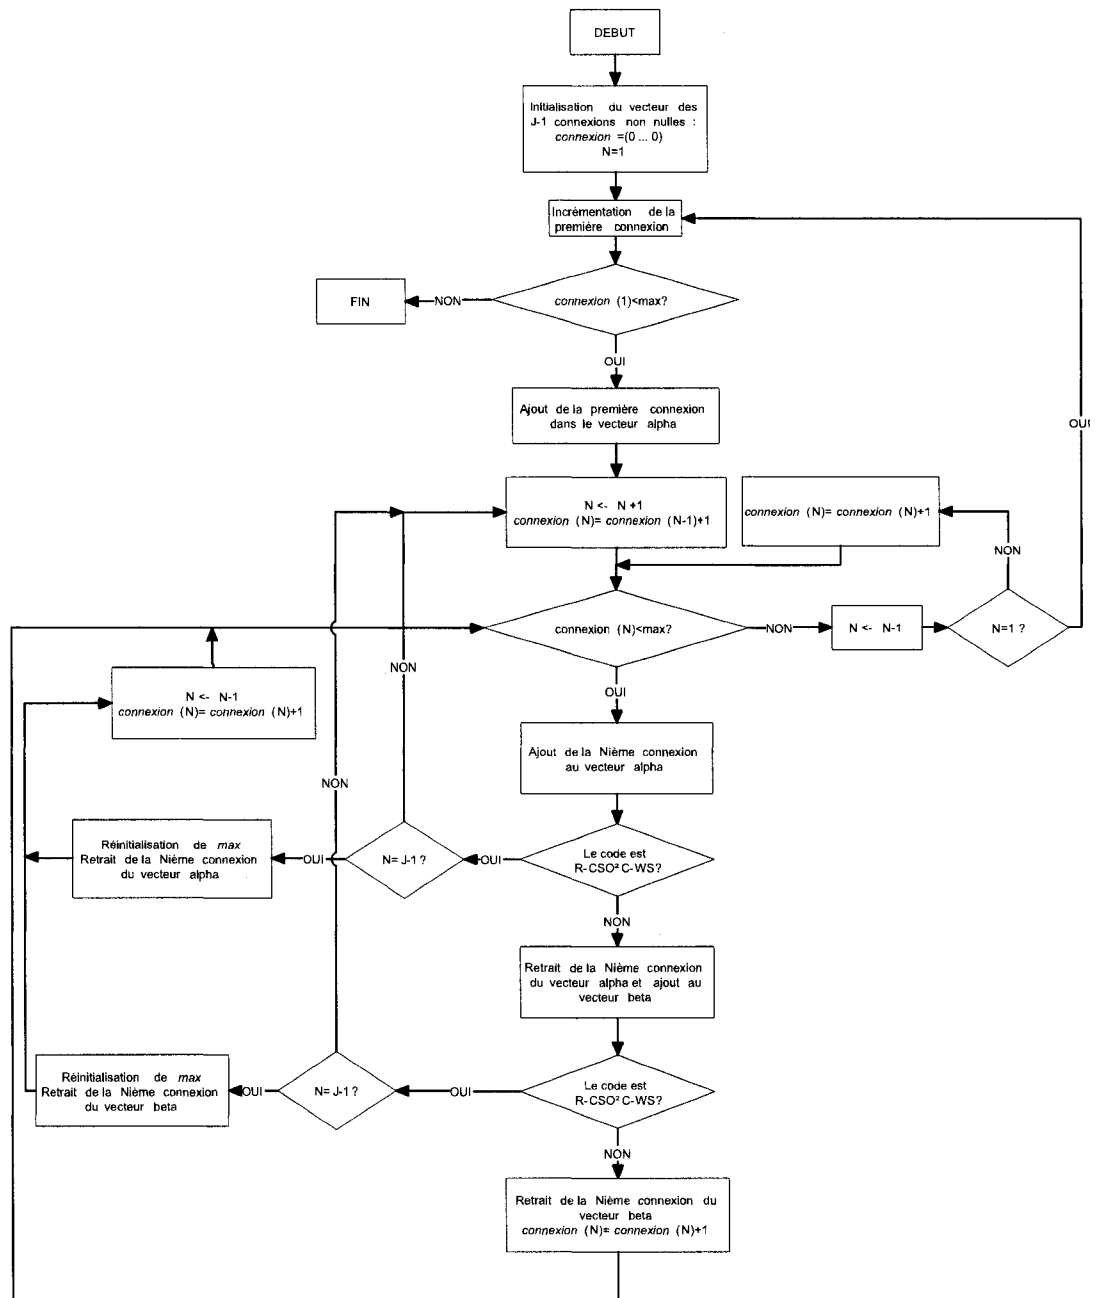 DEBUT
Initialisation du vecteur des
J-1 connexions non nulles :
connexion =(0 ... 0)
N=1
Incrémentation de la
première connexion
connexion (1)<max?
NON
FIN
OUI
Ajout de la première connexion
dans le vecteur alpha
OUI
N <- N +1
connexion (N)= connexion (N-1)+1
connexion (N)= connexion (N)+1
NON
connexion (N)<max?
NON
N <- N-1
N=1 ?
NON
OUI
N <- N-1
connexion (N)= connexion (N)+1
Ajout de la Nième connexion
au vecteur alpha
NON
Réinitialisation de max
Retrait de la Nième connexion
du vecteur alpha
OUI
N= J-1 ?
OUI
Le code est
R-CSO²C-WS?
NON
Retrait de la Nième connexion
du vecteur alpha et ajout au
vecteur beta
Réinitialisation de max
Retrait de la Nième connexion
du vecteur beta
OUI
N= J-1 ?
OUI
Le code est
R-CSO²C-WS?
NON
Retrait de la Nième connexion du
vecteur beta
connexion (N)= connexion (N)+1